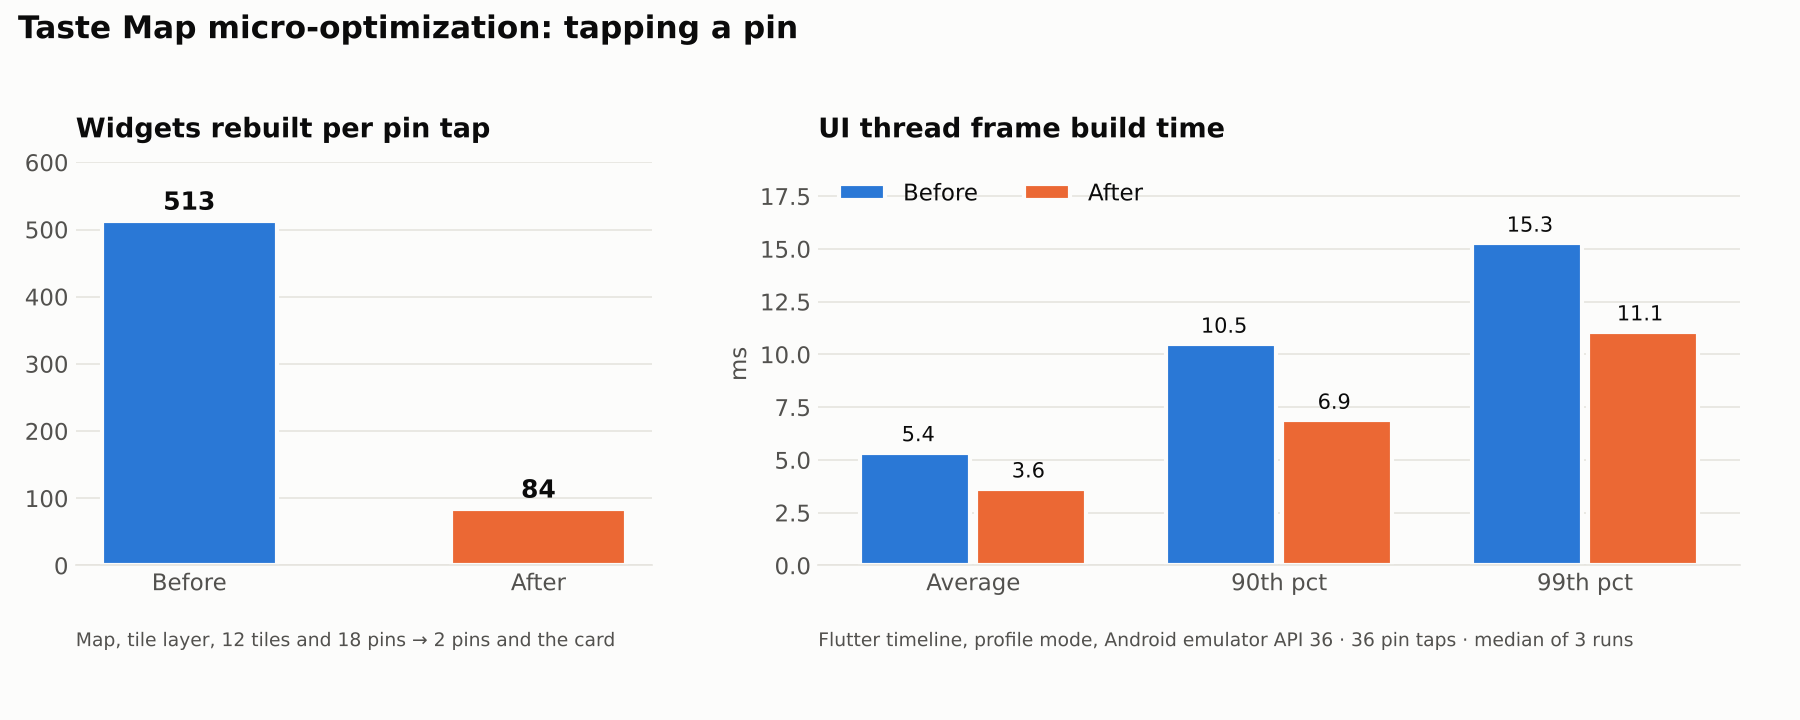 Taste Map micro-optimization: tapping a pin
Widgets rebuilt per pin tap
600
500
400
300
200
100
0
513
84
Before
After
Map, tile layer, 12 tiles and 18 pins → 2 pins and the card
UI thread frame build time
Before
After
ms
17.5
15.0
12.5
10.0
7.5
5.0
2.5
0.0
5.4
3.6
10.5
6.9
15.3
11.1
Average
90th pct
99th pct
Flutter timeline, profile mode, Android emulator API 36 · 36 pin taps · median of 3 runs